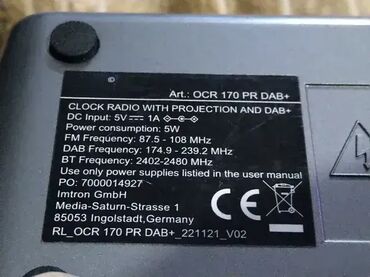 Art.: OCR 170 PR DAB+
CLOCK RADIO WITH PROJECTION AND DAB+
DC Input: 5V 1A
Power consumption: 5W
FM Frequency: 87.5 - 108 MHz
DAB Frequency: 174.9 - 239.2 MHz
BT Frequency: 2402-2480 MHz
Use only power supplies listied in the user manual
PO: 7000014927
Imtron GmbH
Media-Saturn-Strasse 1
85053 Ingolstadt,Germany
RL_OCR 170 PR DAB+_221121_V02
CE